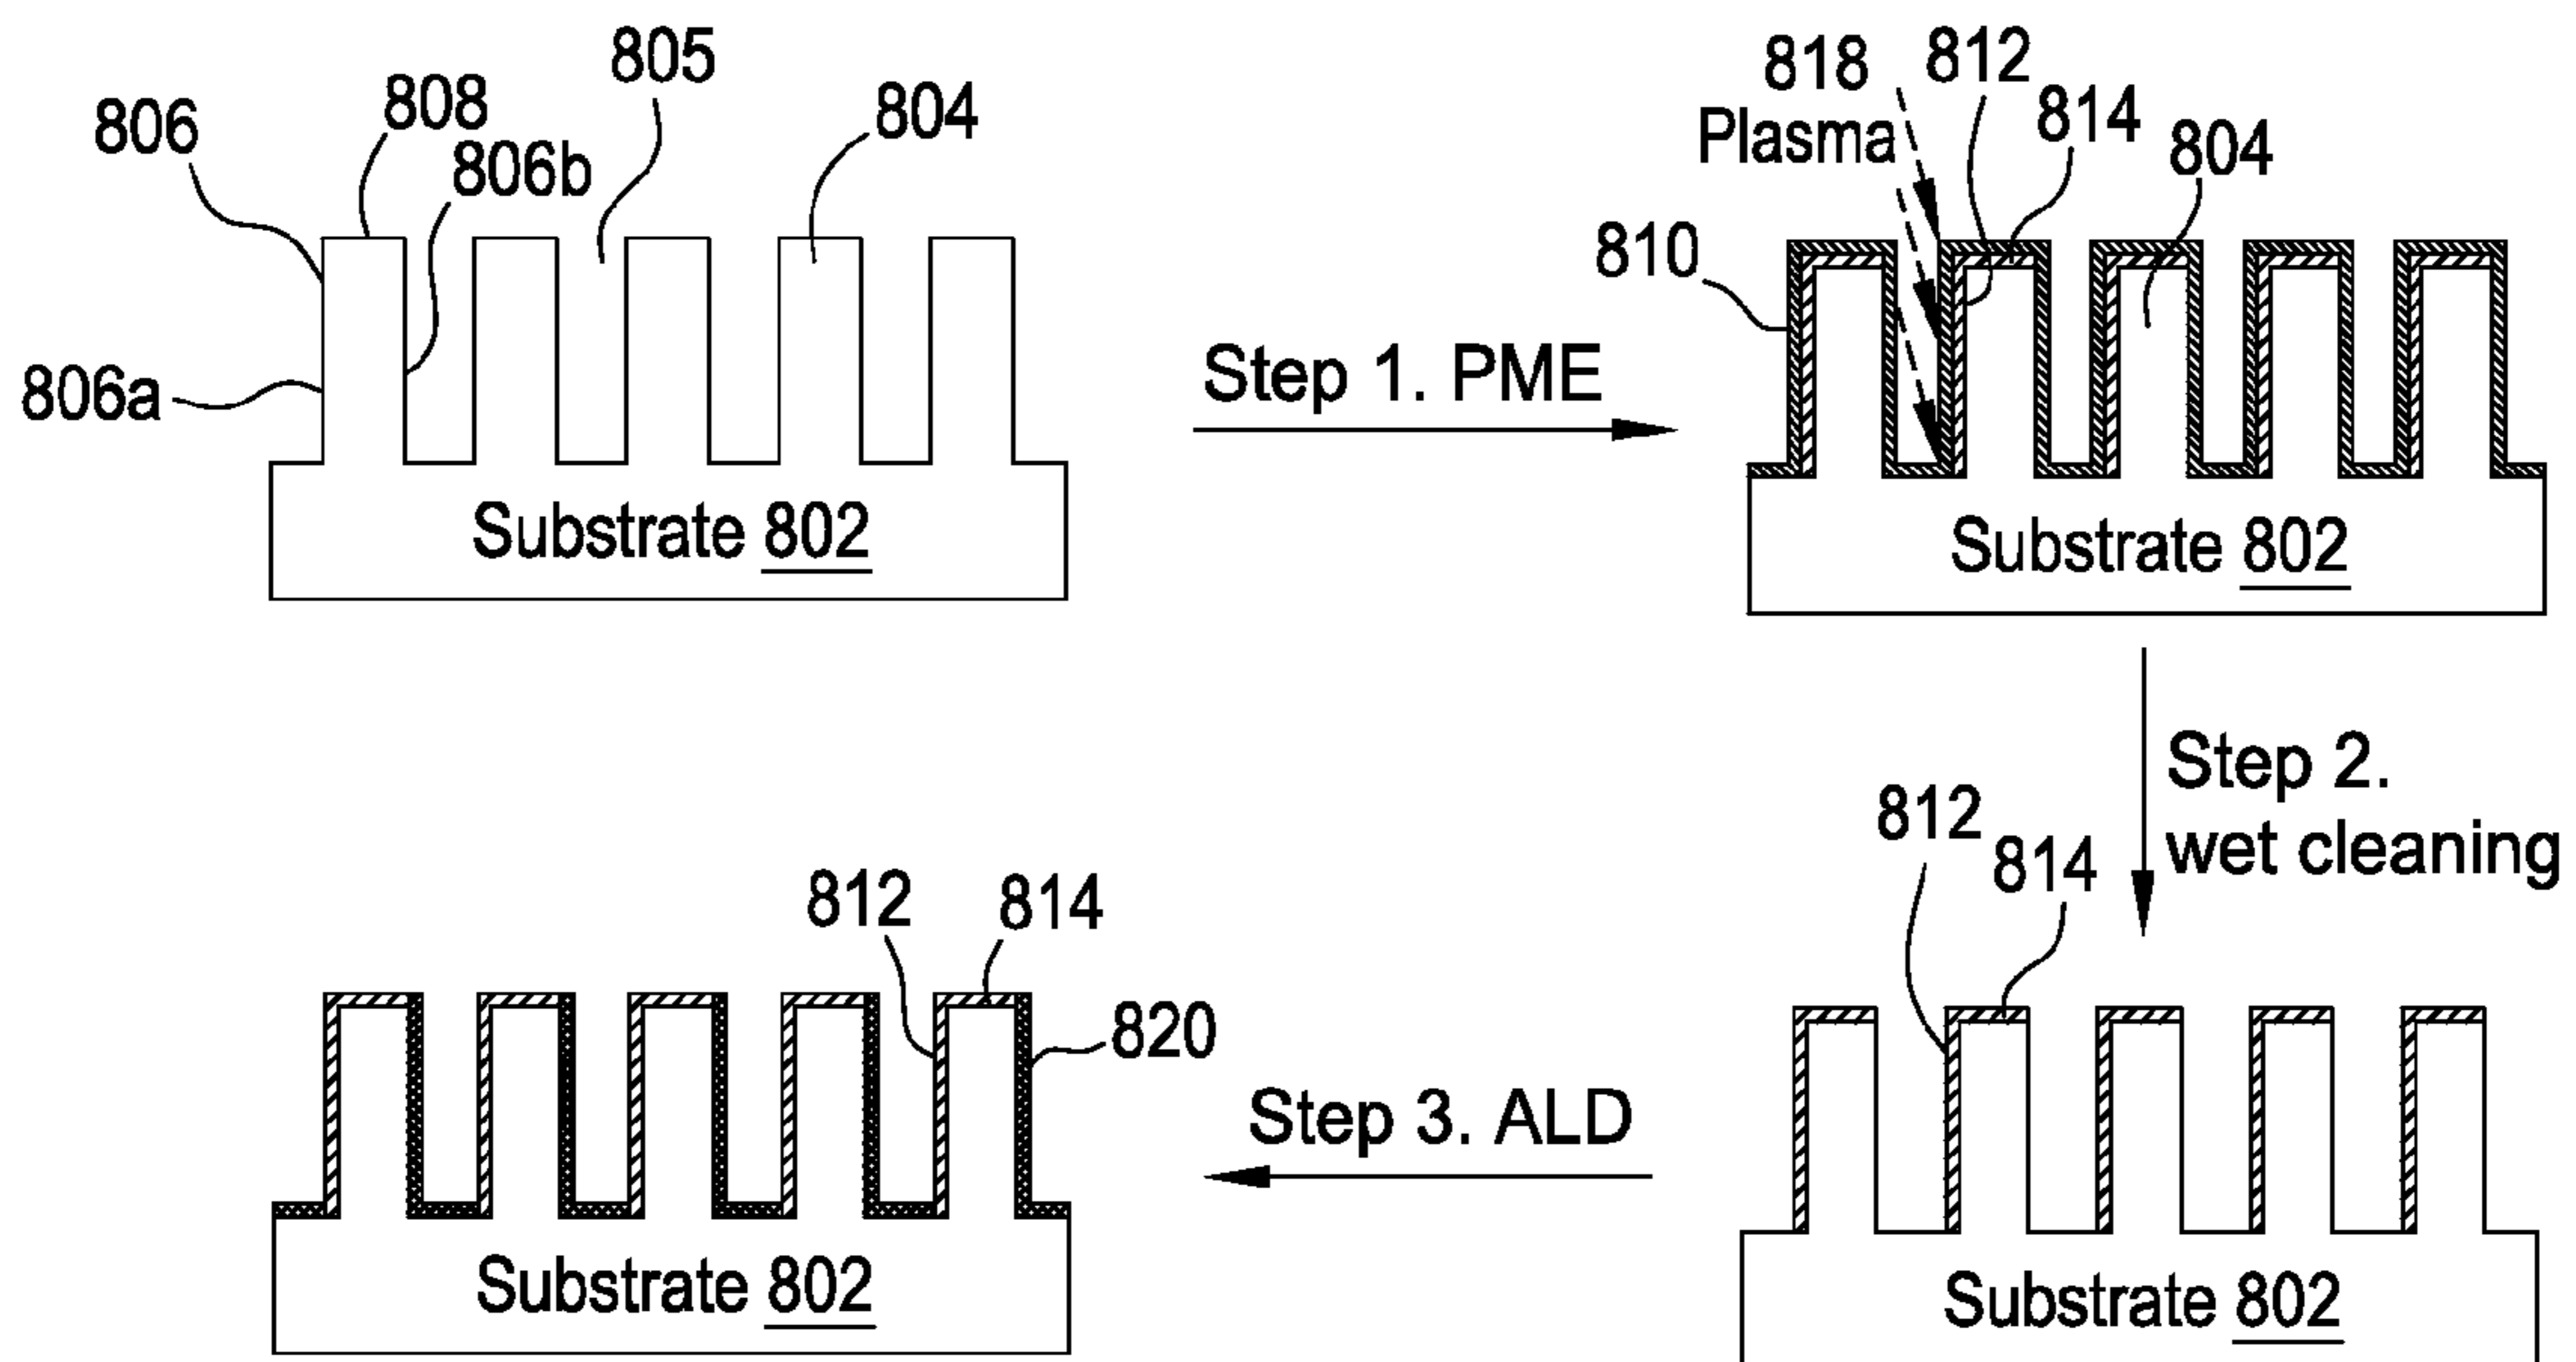 805
808
804
806
806b
806a
Substrate 802
Step 1. PME
818
Plasma
812
814
804
810
Substrate 802
Step 2.
wet cleaning
812
814
Substrate 802
Step 3. ALD
812
814
820
Substrate 802